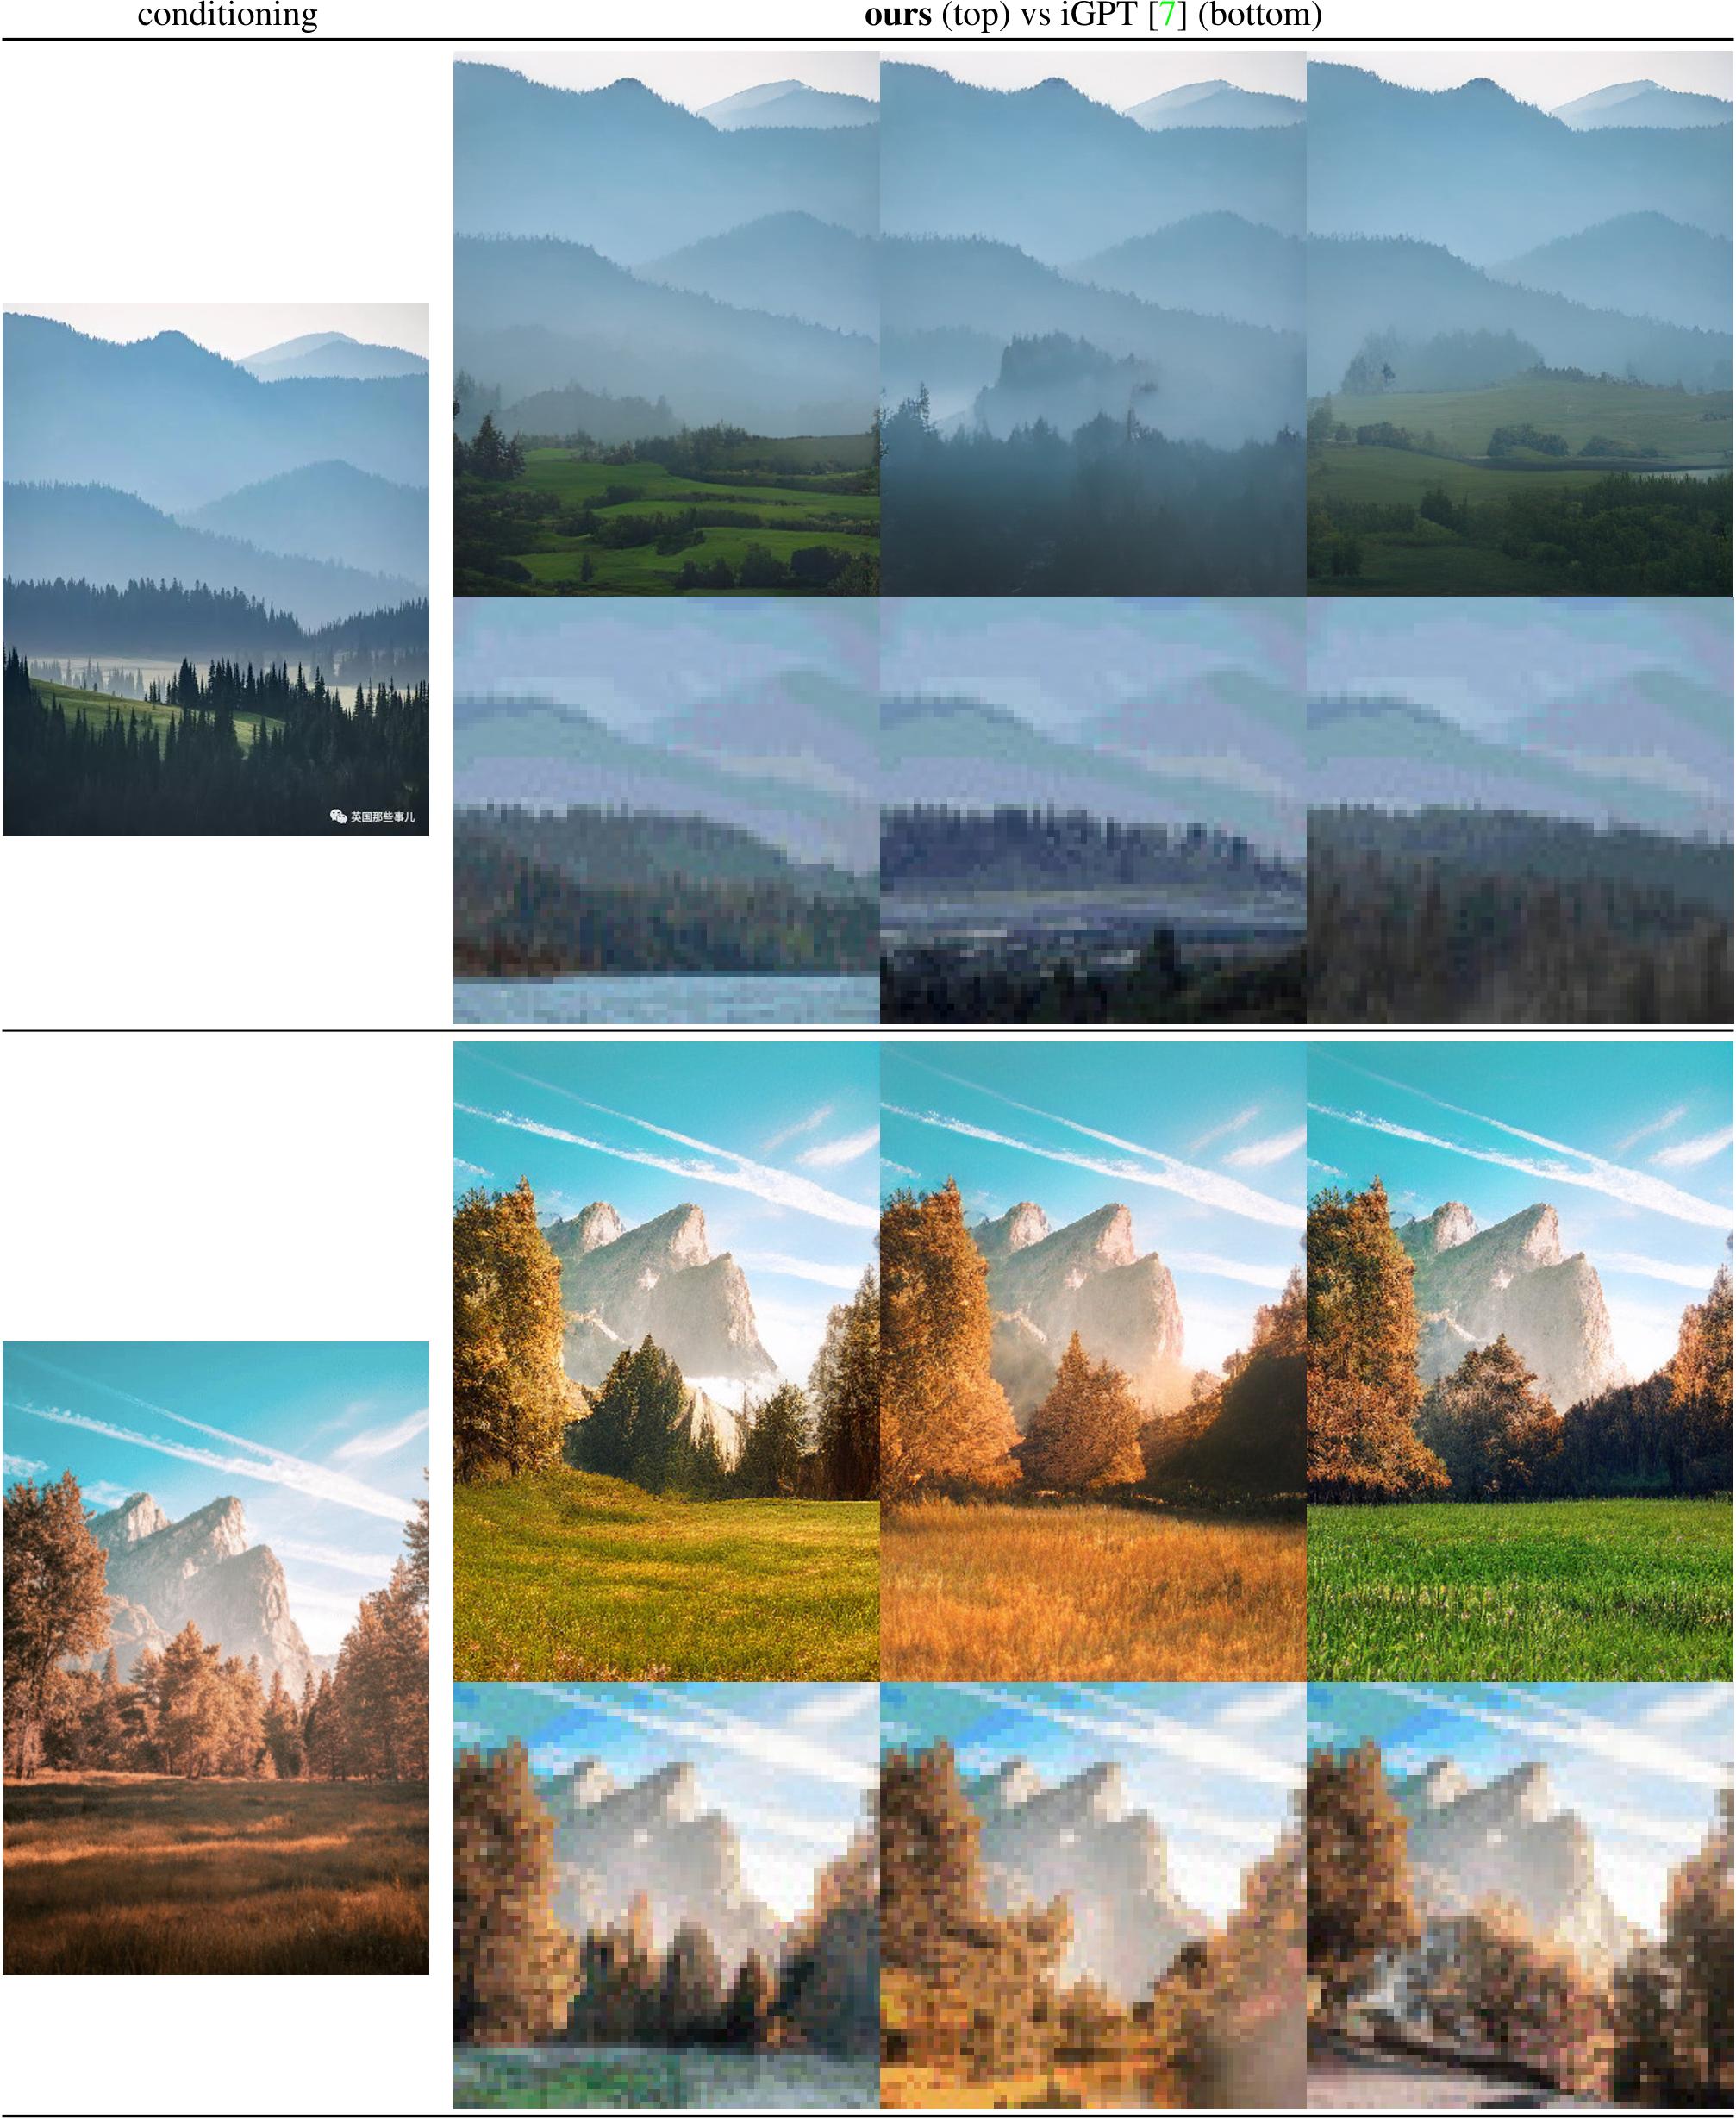 conditioning
ours (top) vs iGPT [7] (bottom)
英国那些事儿